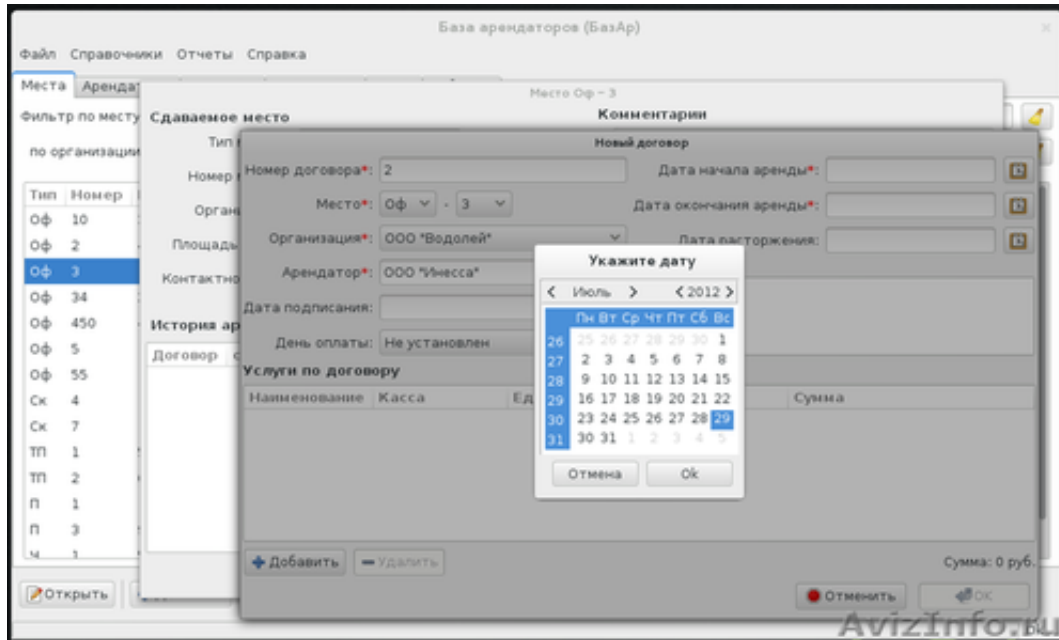 База арендаторов (БазАр)
Файл Справочники Отчеты Справка
Места
Место Оф - 3
Фильтр по месту Сдаваемое место Комментарии
по организации
Новый договор
Номер договора*: 2 Дата начала аренды*:
Место*: Оф - 3 Дата окончания аренды*:
Организация*: ООО "Водолей" Дата расторжения:
Арендатор*: ООО "Инесса"
Дата подписания:
День оплаты: Не установлен
Услуги по договору
Наименование Касса Сумма
Тип Номер
Оф 10
Оф 2
Оф 3
Оф 34
Оф 450
Оф 5
Оф 55
Ск 4
Ск 7
ТП 1
ТП 2
П 1
П 3
Ч 1
Площадь
Договор
Укажите дату
< Июль > < 2012 >
Пн Вт Ср Чт Пт Сб Вс
26 25 26 27 28 29 30 1
27 2 3 4 5 6 7 8
28 9 10 11 12 13 14 15
29 16 17 18 19 20 21 22
30 23 24 25 26 27 28 29
31 30 31 1 2 3 4 5
Отмена Ok
Добавить Удалить Сумма: 0 руб.
Открыть Отменить OK
AvizInfo.ru